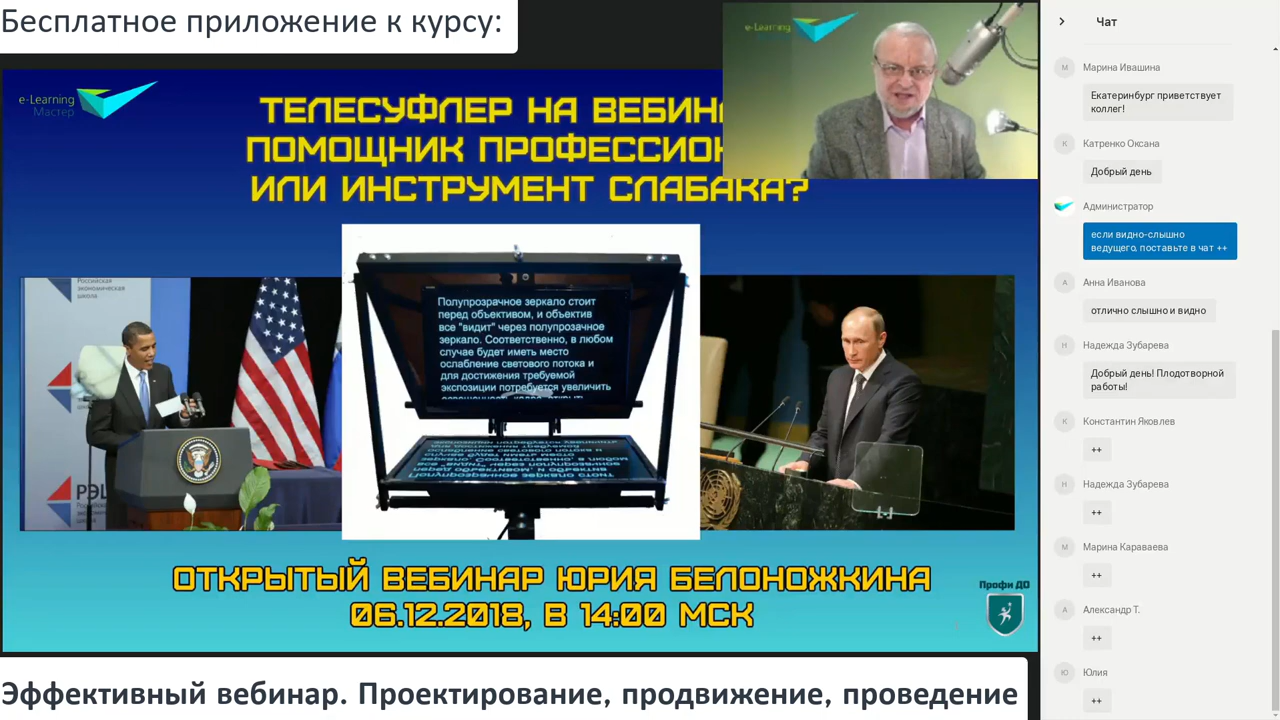 Бесплатное приложение к курсу:
e-Learning
Мастер
ТЕЛЕСУФЛЕР НА ВЕБИН
ПОМОЩНИК ПРОФЕССИОН
ИЛИ ИНСТРУМЕНТ СЛАБАКА?
e-Learning
Российская
экономическая
школа
РЭШ
Полупрозрачное зеркало стоит
перед объективом, и объектив
все "видит" через полупрозрачное
зеркало. Соответственно, в любом
случае будет иметь место
ослабление светового потока и
для достижения требуемой
экспозиции потребуется увеличить
ОТКРЫТЫЙ ВЕБИНАР ЮРИЯ БЕЛОНОЖКИНА
06.12.2018, В 14:00 МСК
Профи ДО
Эффективный вебинар. Проектирование, продвижение, проведение
Чат
М
Марина Ивашина
Екатеринбург приветствует
коллег!
К
Катренко Оксана
Добрый день
Администратор
если видно-слышно
ведущего, поставьте в чат ++
А
Анна Иванова
отлично слышно и видно
Н
Надежда Зубарева
Добрый день! Плодотворной
работы!
К
Константин Яковлев
++
Н
Надежда Зубарева
++
М
Марина Караваева
++
А
Александр Т.
++
Ю
Юлия
++